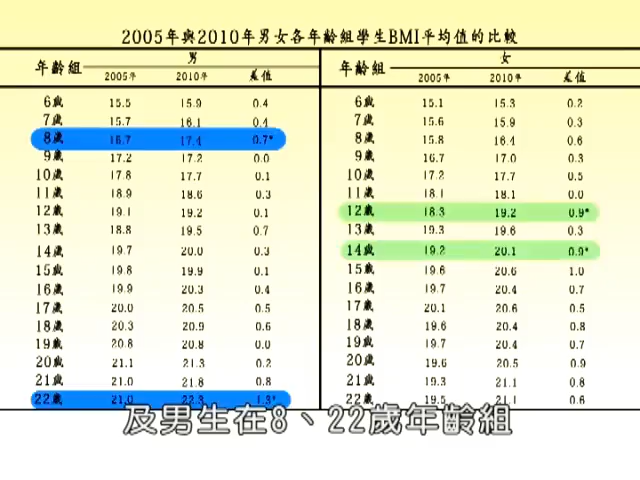 2005年與2010年男女各年齡組學生BMI平均值的比較
年齡組 男 年齡組 女
2005年 2010年 差值 2005年 2010年 差值
6歲 15.5 15.9 0.4 6歲 15.1 15.3 0.2
7歲 15.7 16.1 0.4 7歲 15.6 15.9 0.3
8歲 16.7 17.4 0.7* 8歲 15.8 16.4 0.6
9歲 17.2 17.2 0.0 9歲 16.7 17.0 0.3
10歲 17.8 17.7 0.1 10歲 17.2 17.7 0.5
11歲 18.9 18.6 0.3 11歲 18.1 18.1 0.0
12歲 19.1 19.2 0.1 12歲 18.3 19.2 0.9*
13歲 18.8 19.5 0.7 13歲 19.3 19.6 0.3
14歲 19.7 20.0 0.3 14歲 19.2 20.1 0.9*
15歲 19.8 19.9 0.1 15歲 19.6 20.6 1.0
16歲 19.9 20.3 0.4 16歲 19.7 20.4 0.7
17歲 20.0 20.5 0.5 17歲 20.1 20.6 0.5
18歲 20.3 20.9 0.6 18歲 19.6 20.4 0.8
19歲 20.8 20.8 0.0 19歲 19.7 20.4 0.7
20歲 21.1 21.3 0.2 20歲 19.6 20.5 0.9
21歲 21.0 21.8 0.8 21歲 19.3 21.1 0.8
22歲 21.0 22.3 1.3* 22歲 19.5 21.1 0.6
及男生在8、22歲年齡組